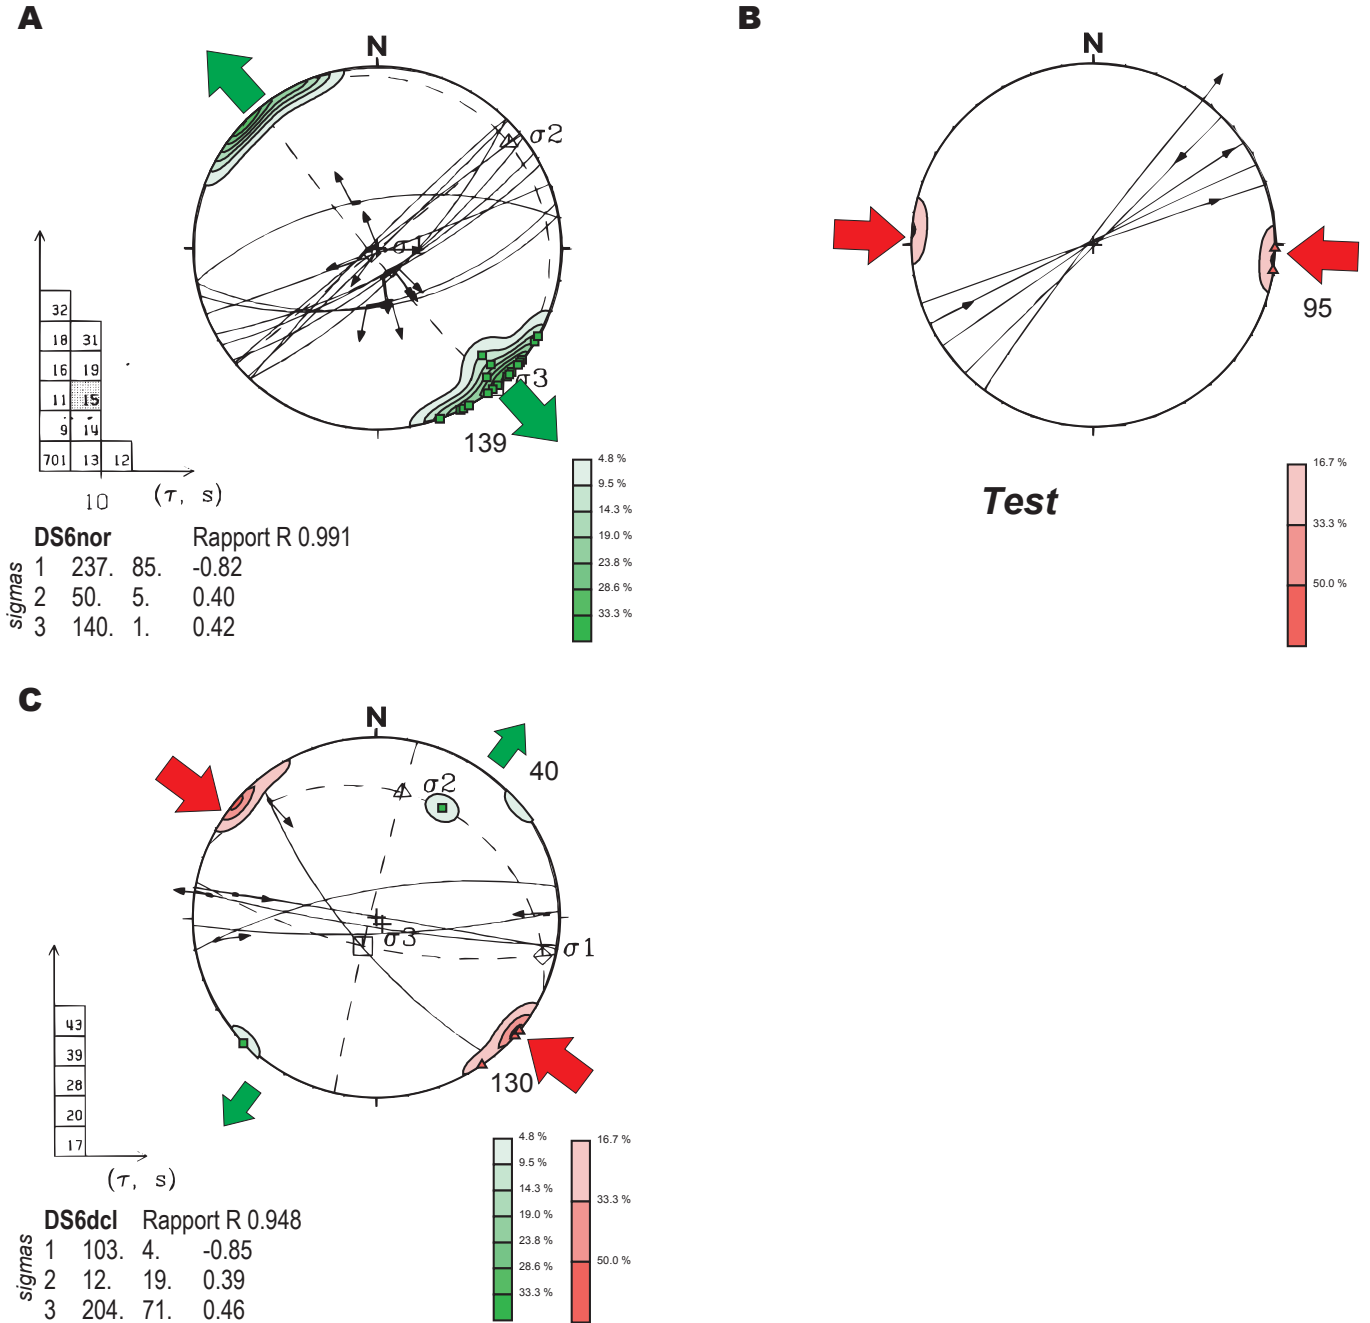 A
N
σ2
σ1
σ3
139
32
18 31
16 19
11 15
9 14
701 13 12
10 (τ, s)
4.8 %
9.5 %
14.3 %
19.0 %
23.8 %
28.6 %
33.3 %
DS6nor Rapport R 0.991
sigmas
1 237. 85. -0.82
2 50. 5. 0.40
3 140. 1. 0.42
B
N
95
Test
16.7 %
33.3 %
50.0 %
C
N
40
σ2
σ3
σ1
130
43
39
28
20
17
(τ, s)
4.8 %
9.5 %
14.3 %
19.0 %
23.8 %
28.6 %
33.3 %
16.7 %
33.3 %
50.0 %
DS6dcl Rapport R 0.948
sigmas
1 103. 4. -0.85
2 12. 19. 0.39
3 204. 71. 0.46